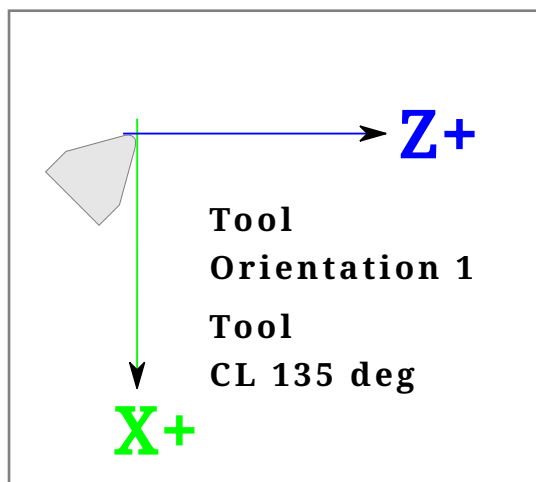 Z+
Tool
Orientation 1
Tool
CL 135 deg
X+